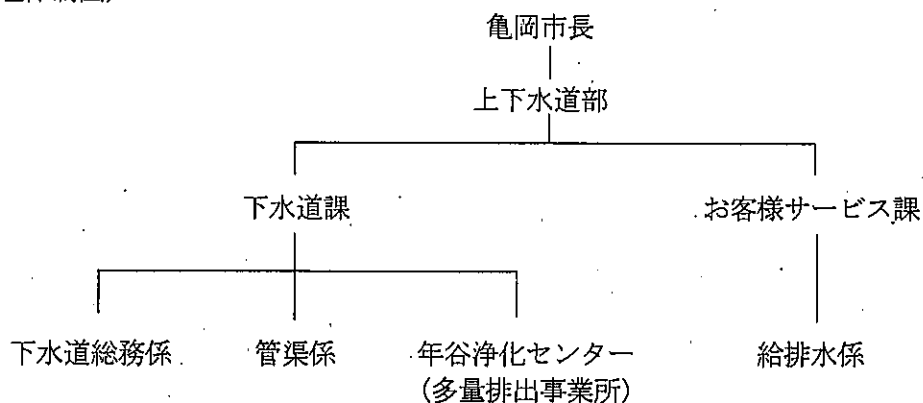 亀岡市長
上下水道部
下水道課
お客様サービス課
下水道総務係
管渠係
年谷浄化センター
(多量排出事業所)
給排水係